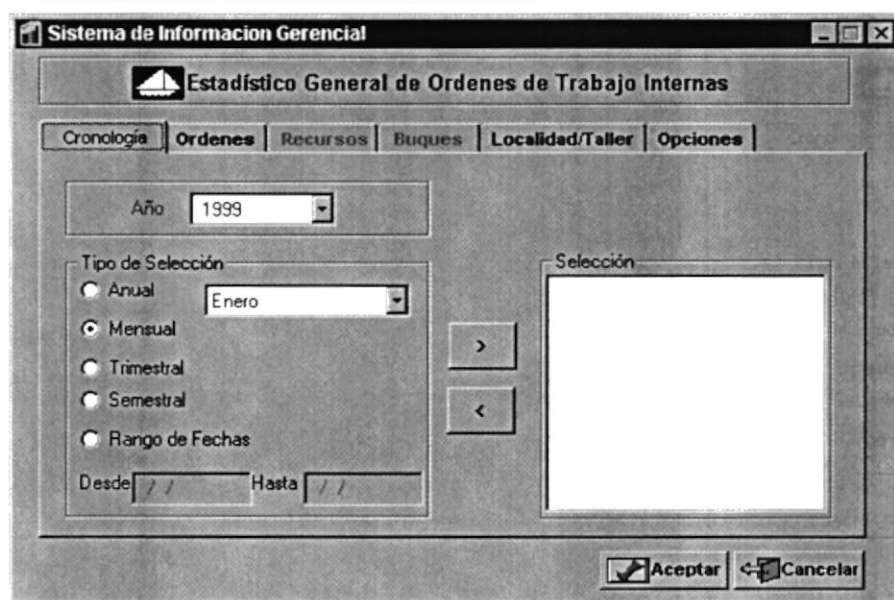 Sistema de Informacion Gerencial
Estadístico General de Ordenes de Trabajo Internas
Cronología Ordenes Recursos Buques Localidad/Taller Opciones
Año 1999
Tipo de Selección
Selección
Anual Enero
Mensual
>
Trimestral
Semestral
<
Rango de Fechas
Desde / / Hasta / /
Aceptar Cancelar